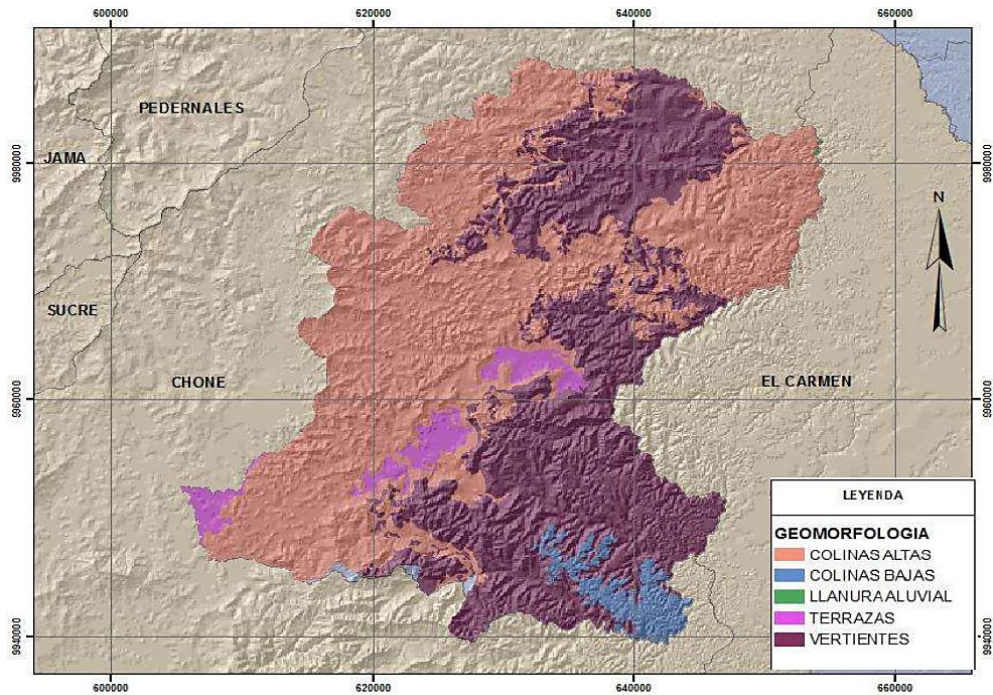 600000 620000 640000 660000
PEDERNALES
JAMA
9980000 9980000
N
SUCRE
CHONE
EL CARMEN
9960000 9960000
LEYENDA
GEOMORFOLOGIA
COLINAS ALTAS
COLINAS BAJAS
LLANURA ALUVIAL
TERRAZAS
VERTIENTES
9940000 9940000
600000 620000 640000 660000